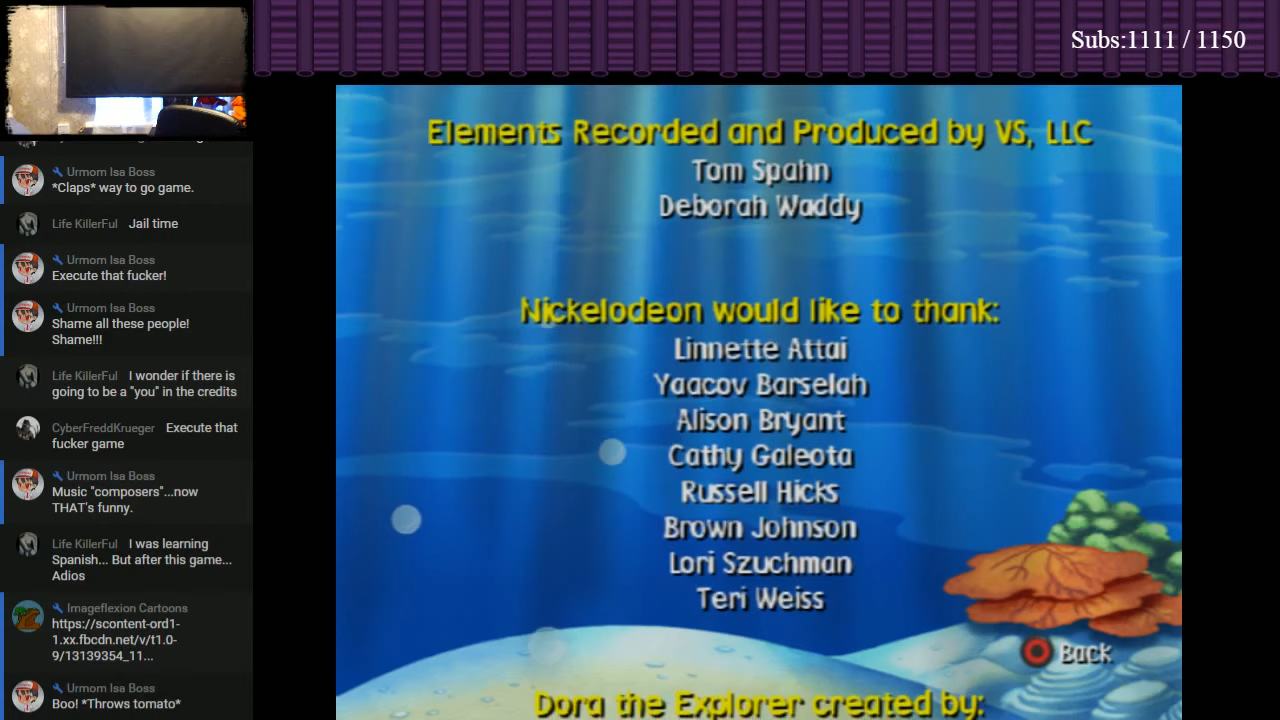 Subs:1111 / 1150
Urmom Isa Boss
*Claps* way to go game.
Life KillerFul Jail time
Urmom Isa Boss
Execute that fucker!
Urmom Isa Boss
Shame all these people!
Shame!!!
Life KillerFul I wonder if there is
going to be a "you" in the credits
CyberFreddKrueger Execute that
fucker game
Urmom Isa Boss
Music "composers"...now
THAT's funny.
Life KillerFul I was learning
Spanish... But after this game...
Adios
Imageflexion Cartoons
https://scontent-ord1-
1.xx.fbcdn.net/v/t1.0-
9/13139354_11...
Urmom Isa Boss
Boo! *Throws tomato*
Elements Recorded and Produced by VS, LLC
Tom Spahn
Deborah Waddy
Nickelodeon would like to thank:
Linnette Attai
Yaacov Barselah
Alison Bryant
Cathy Galeota
Russell Hicks
Brown Johnson
Lori Szuchman
Teri Weiss
Back
Dora the Explorer created by: